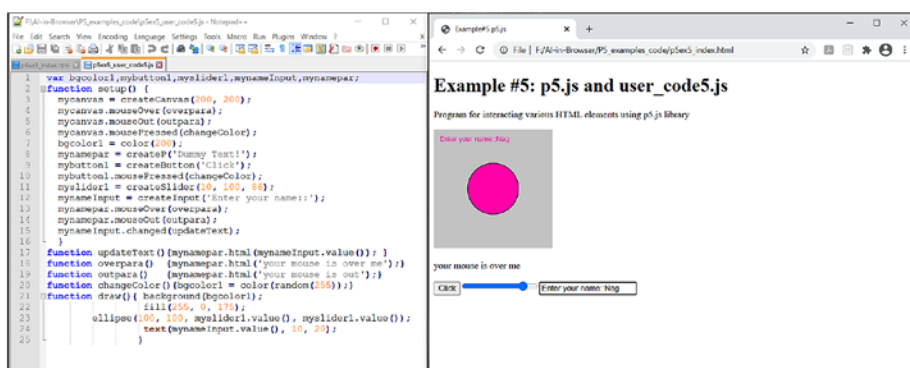 F:\AI-in-Browser\P5_examples_code\p5ex5_user_code5.js - Notepad++
File Edit Search View Encoding Language Settings Tools Macro Run Plugins Window ?
p5ex5_index.html p5ex5_user_code5.js
1 var bgcolor1,mybutton1,myslider1,mynameInput,mynamepar;
2 function setup() {
3 mycanvas = createCanvas(200, 200);
4 mycanvas.mouseOver(overpara);
5 mycanvas.mouseOut(outpara);
6 mycanvas.mousePressed(changeColor);
7 bgcolor1 = color(200);
8 mynamepar = createP('Dummy Text!');
9 mybutton1 = createButton('Click');
10 mybutton1.mousePressed(changeColor);
11 myslider1 = createSlider(10, 100, 86);
12 mynameInput = createInput('Enter your name::');
13 mynamepar.mouseOver(overpara);
14 mynamepar.mouseOut(outpara);
15 mynameInput.changed(updateText);
16 }
17 function updateText(){mynamepar.html(mynameInput.value()); }
18 function overpara() {mynamepar.html('your mouse is over me');}
19 function outpara() {mynamepar.html('your mouse is out');}
20 function changeColor(){bgcolor1 = color(random(255));}
21 function draw(){ background(bgcolor1);
22 fill(255, 0, 175);
23 ellipse(100, 100, myslider1.value(), myslider1.value());
24 text(mynameInput.value(), 10, 20);
25 }
Example#5 p5.js
File | F:/AI-in-Browser/P5_examples_code/p5ex5_index.html
Example #5: p5.js and user_code5.js
Program for interacting various HTML elements using p5.js library
Enter your name::Nag
your mouse is over me
Click Enter your name::Nag